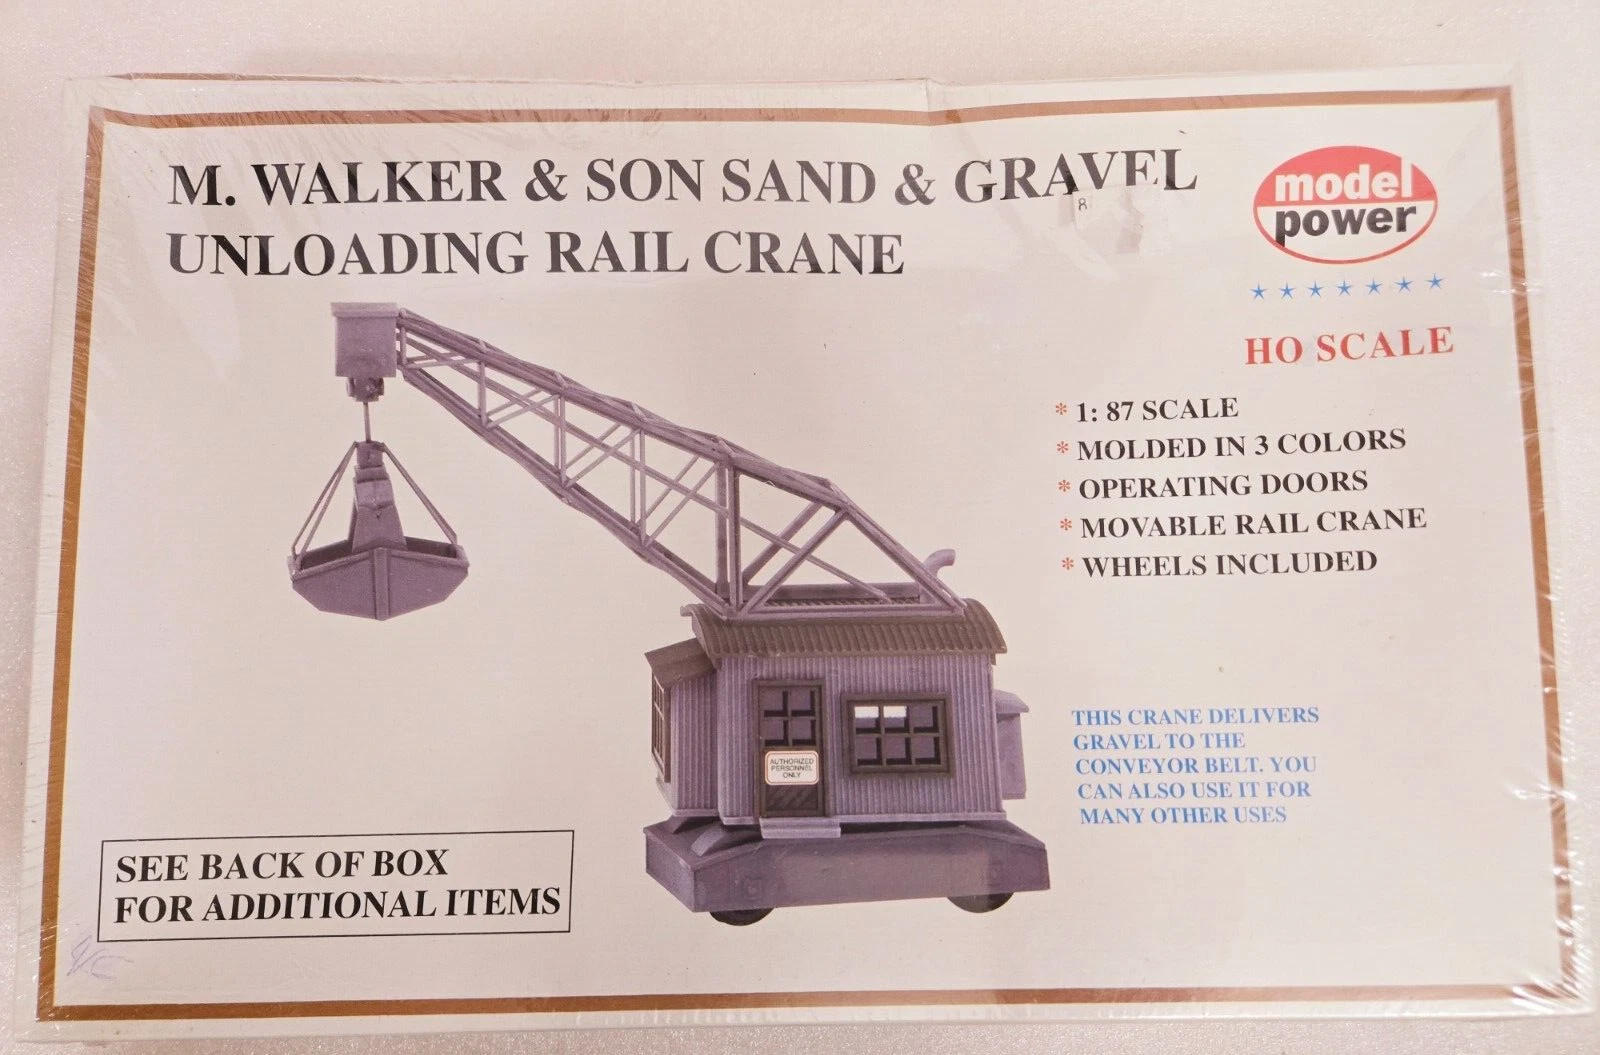 M. WALKER & SON SAND & GRAVEL
UNLOADING RAIL CRANE
8
model
power
HO SCALE
* 1: 87 SCALE
* MOLDED IN 3 COLORS
* OPERATING DOORS
* MOVABLE RAIL CRANE
* WHEELS INCLUDED
AUTHORIZED
PERSONNEL
ONLY
THIS CRANE DELIVERS
GRAVEL TO THE
CONVEYOR BELT. YOU
CAN ALSO USE IT FOR
MANY OTHER USES
SEE BACK OF BOX
FOR ADDITIONAL ITEMS